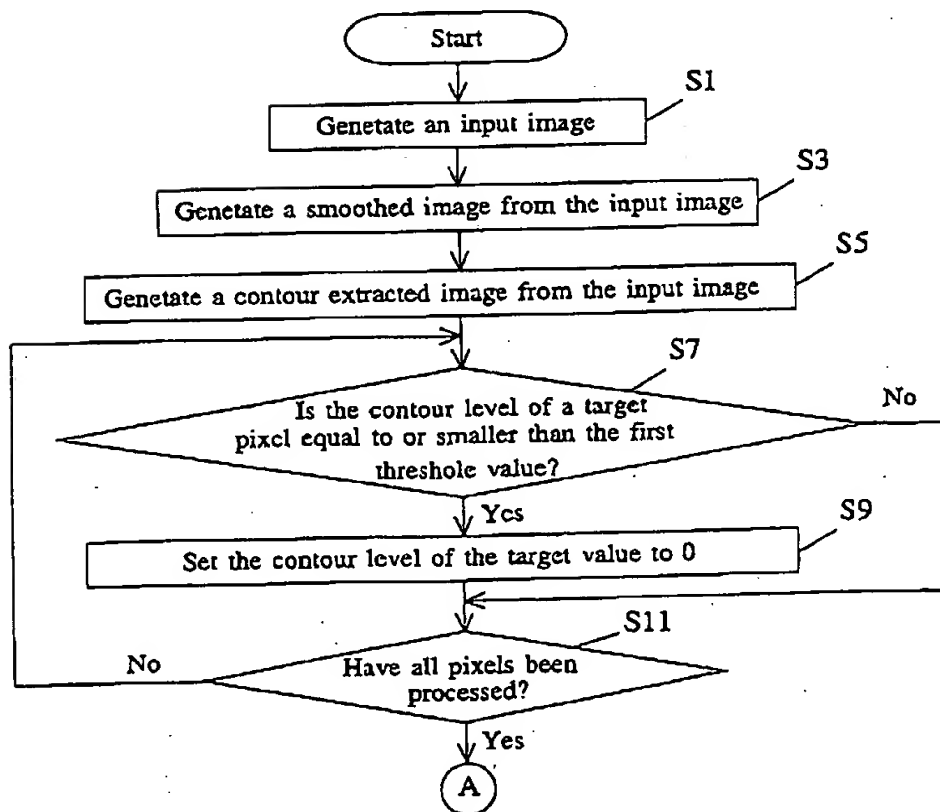 Start
S1
Genetate an input image
S3
Genetate a smoothed image from the input image
S5
Genetate a contour extracted image from the input image
S7
Is the contour level of a target
pixel equal to or smaller than the first
threshole value?
No
Yes
S9
Set the contour level of the target value to 0
S11
No
Have all pixels been
processed?
Yes
A